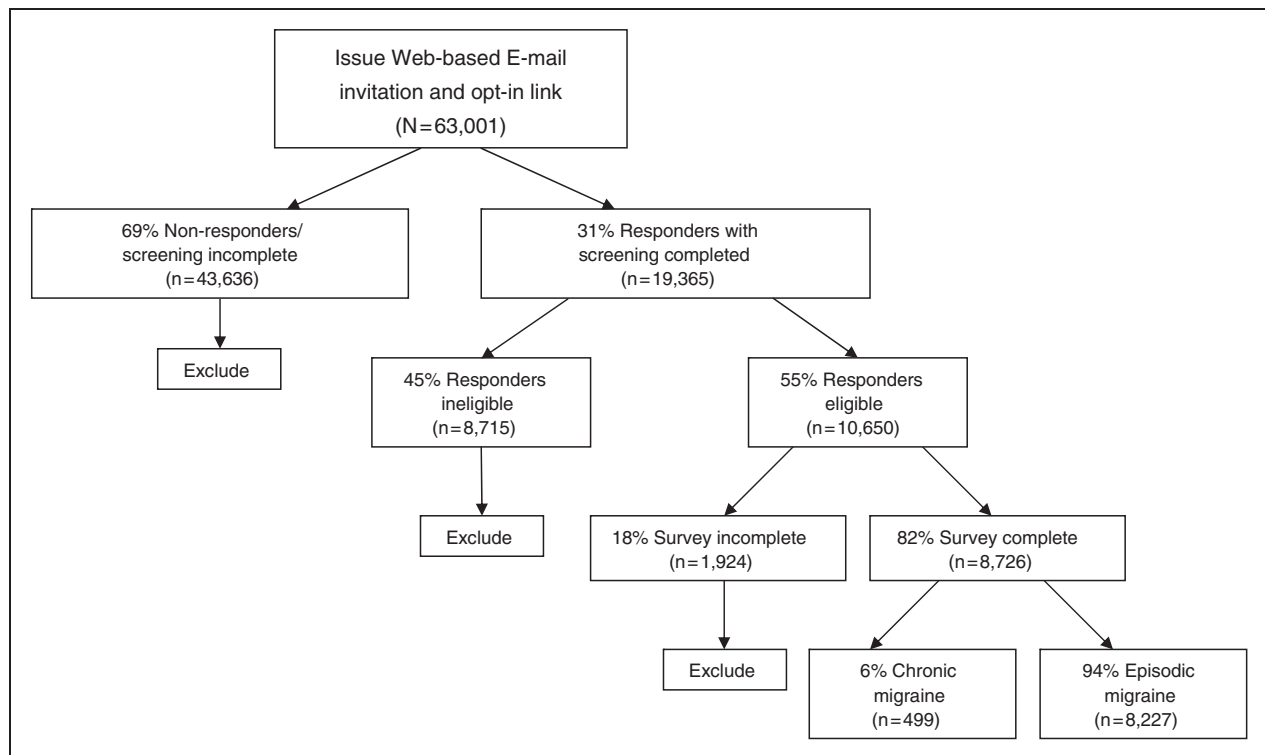 Issue Web-based E-mail
invitation and opt-in link
(N=63,001)
69% Non-responders/
screening incomplete
(n=43,636)
31% Responders with
screening completed
(n=19,365)
Exclude
45% Responders
ineligible
(n=8,715)
55% Responders
eligible
(n=10,650)
Exclude
18% Survey incomplete
(n=1,924)
82% Survey complete
(n=8,726)
Exclude
6% Chronic
migraine
(n=499)
94% Episodic
migraine
(n=8,227)